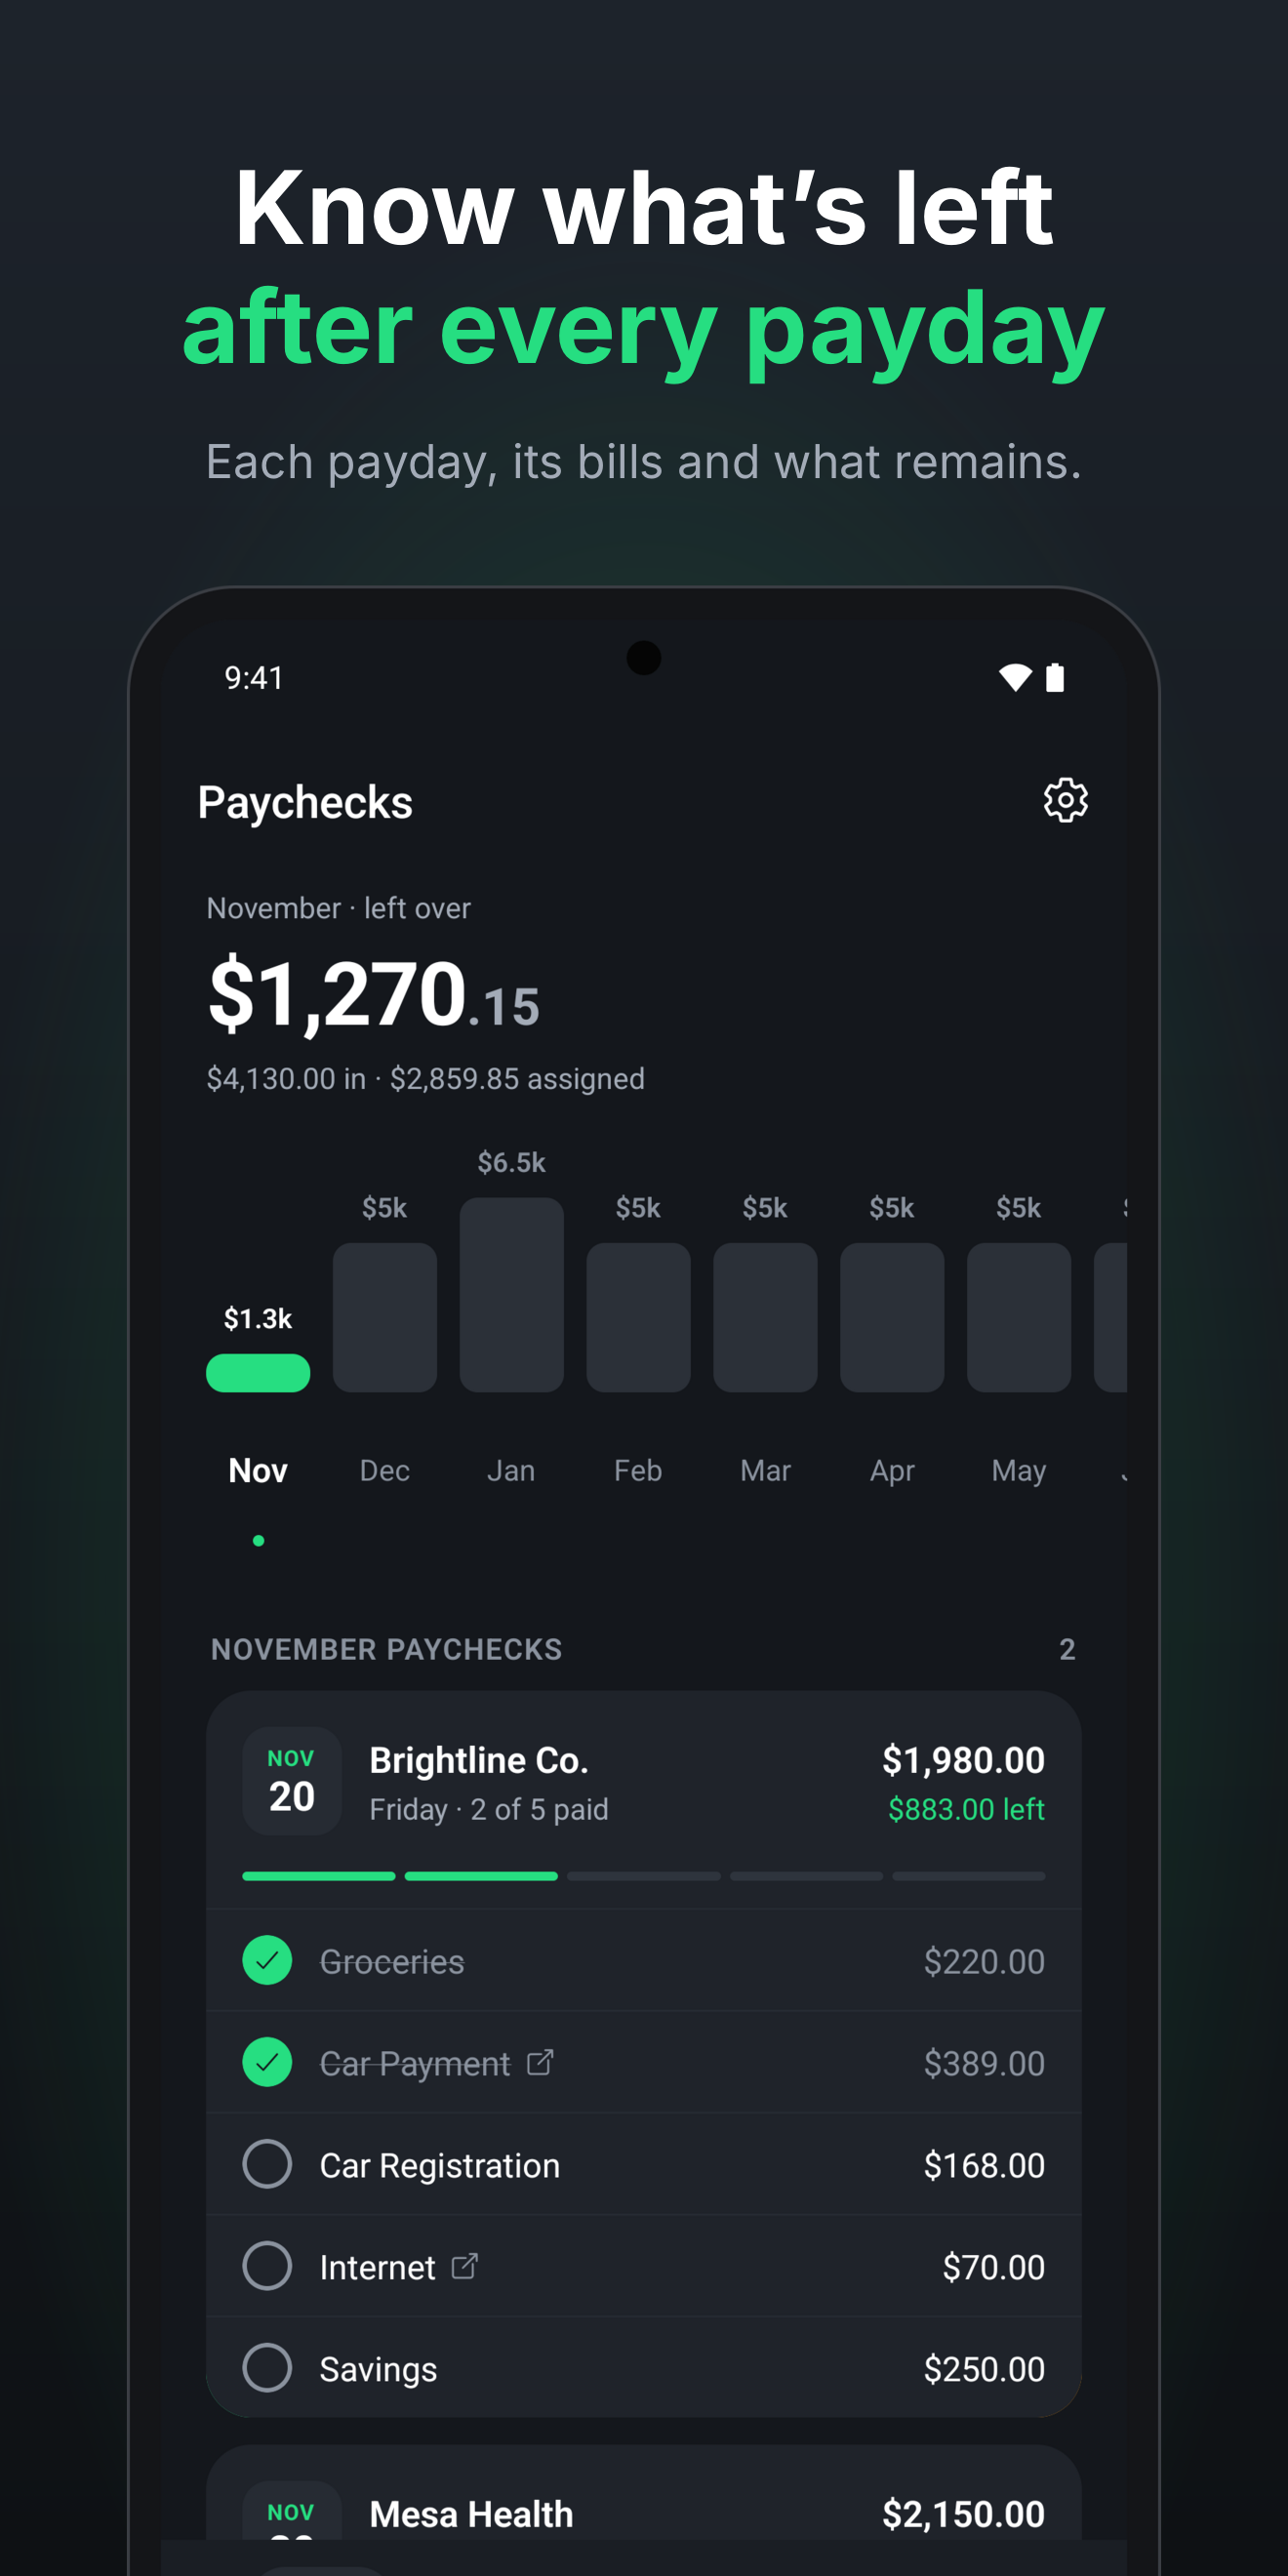 Know what’s left
after every payday
Each payday, its bills and what remains.
9:41
Paychecks
November · left over
$1,270.15
$4,130.00 in · $2,859.85 assigned
$1.3k $5k $6.5k $5k $5k $5k $5k
Nov Dec Jan Feb Mar Apr May
NOVEMBER PAYCHECKS 2
NOV 20 Brightline Co. $1,980.00
Friday · 2 of 5 paid $883.00 left
Groceries $220.00
Car Payment $389.00
Car Registration $168.00
Internet $70.00
Savings $250.00
NOV Mesa Health $2,150.00